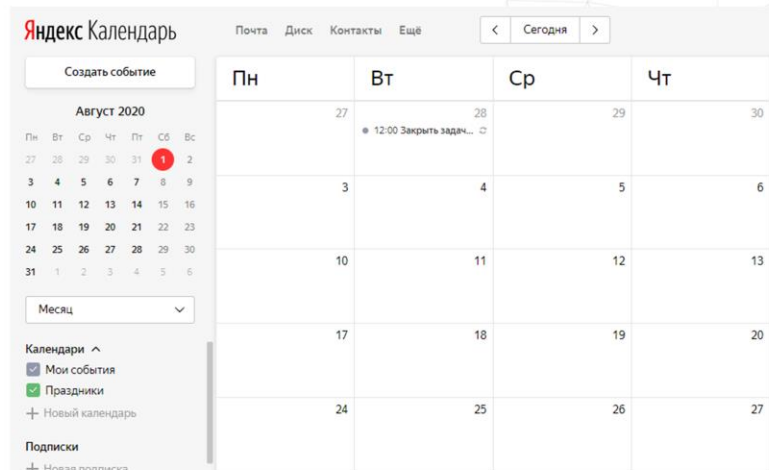 Яндекс Календарь
Почта Диск Контакты Ещё
Сегодня
Создать событие
Август 2020
Пн Вт Ср Чт Пт Сб Вс
27 28 29 30 31 1 2
3 4 5 6 7 8 9
10 11 12 13 14 15 16
17 18 19 20 21 22 23
24 25 26 27 28 29 30
31 1 2 3 4 5 6
Месяц
Календари
Мои события
Праздники
Новый календарь
Подписки
Новая подписка
Пн Вт Ср Чт
27 28 29 30
12:00 Закрыть задач...
3 4 5 6
10 11 12 13
17 18 19 20
24 25 26 27